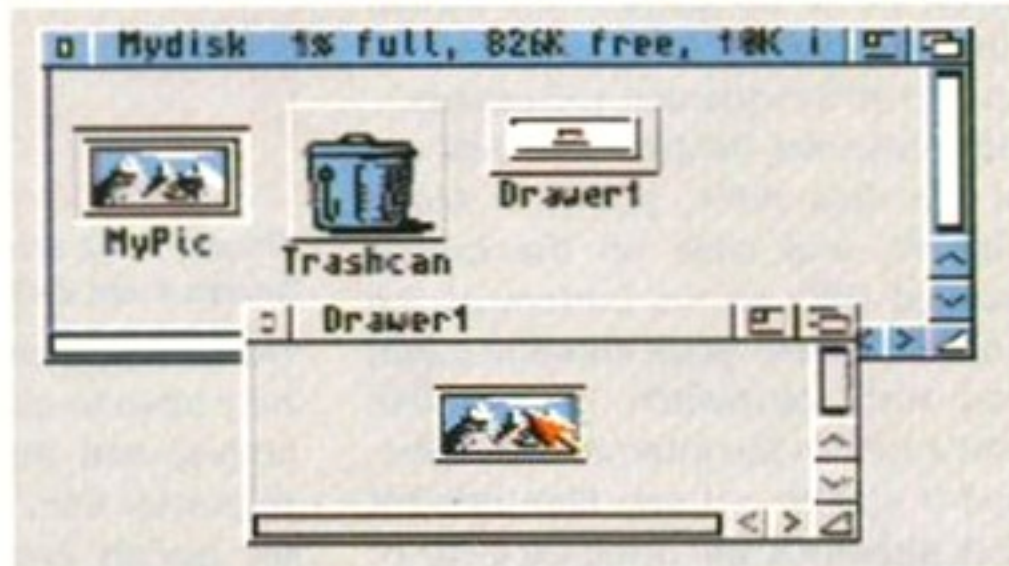 Mydisk 1% full, 826K free, 10K i
MyPic
Trashcan
Drawer1
Drawer1